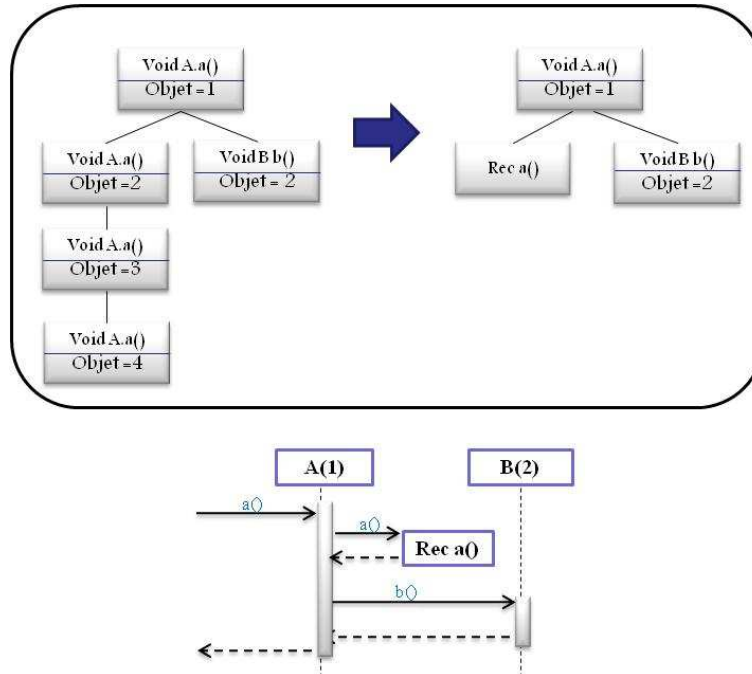 Void A.a()
Objet =1
Void A.a()
Objet =2
Void B b()
Objet = 2
Void A.a()
Objet =3
Void A.a()
Objet =4
Void A.a()
Objet =1
Rec a()
Void B b()
Objet =2
A(1)
B(2)
a()
a()
Rec a()
b()